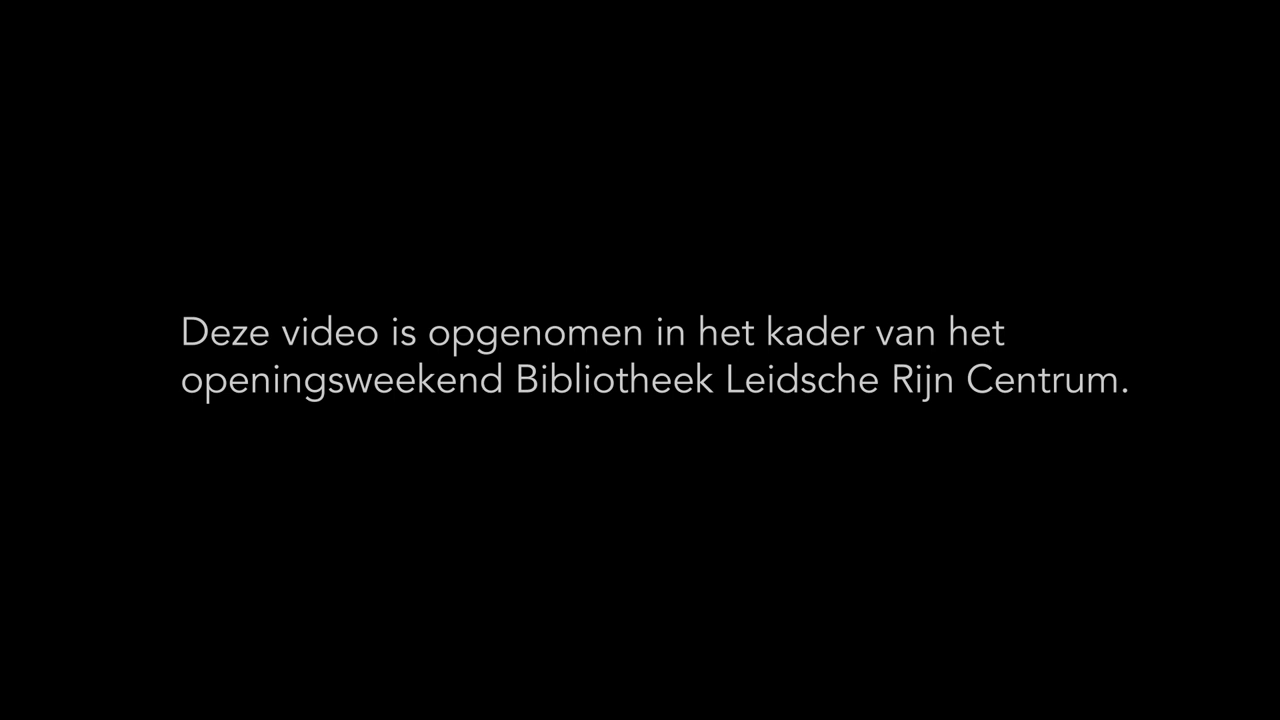 Deze video is opgenomen in het kader van het
openingsweekend Bibliotheek Leidsche Rijn Centrum.